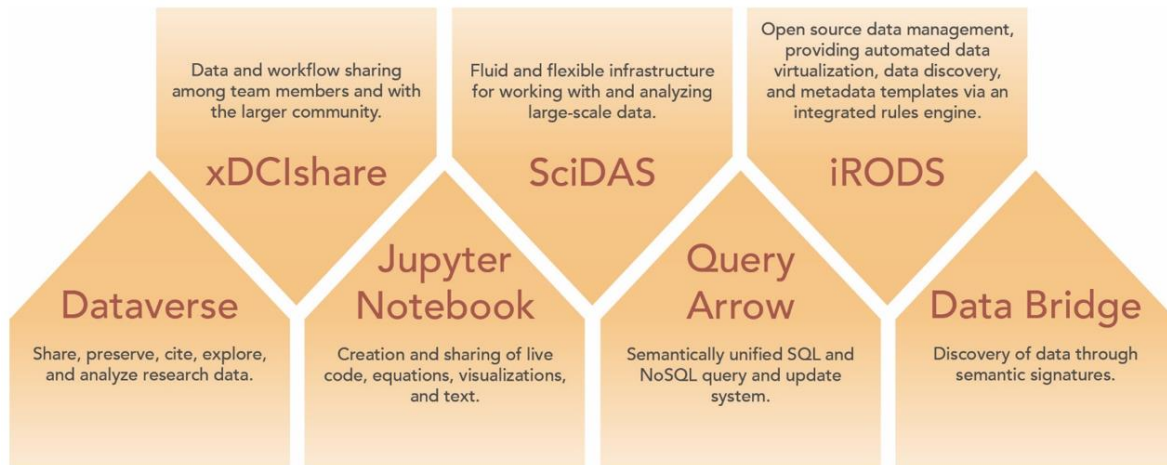 Data and workflow sharing
among team members and with
the larger community.
xDCIshare
Fluid and flexible infrastructure
for working with and analyzing
large-scale data.
SciDAS
Open source data management,
providing automated data
virtualization, data discovery,
and metadata templates via an
integrated rules engine.
iRODS
Dataverse
Share, preserve, cite, explore,
and analyze research data.
Jupyter
Notebook
Creation and sharing of live
code, equations, visualizations,
and text.
Query
Arrow
Semantically unified SQL and
NoSQL query and update
system.
Data Bridge
Discovery of data through
semantic signatures.